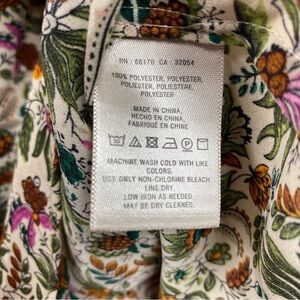 RN : 66170 CA : 32054
100% POLYESTER, POLYESTER,
POLIESTER, POLIESTERE,
POLYESTER
MADE IN CHINA,
HECHO EN CHINA,
FABRIQUE EN CHINE
MACHINE WASH COLD WITH LIKE
COLORS.
USE ONLY NON-CHLORINE BLEACH.
LINE DRY.
LOW IRON AS NEEDED.
MAY BE DRY CLEANED.